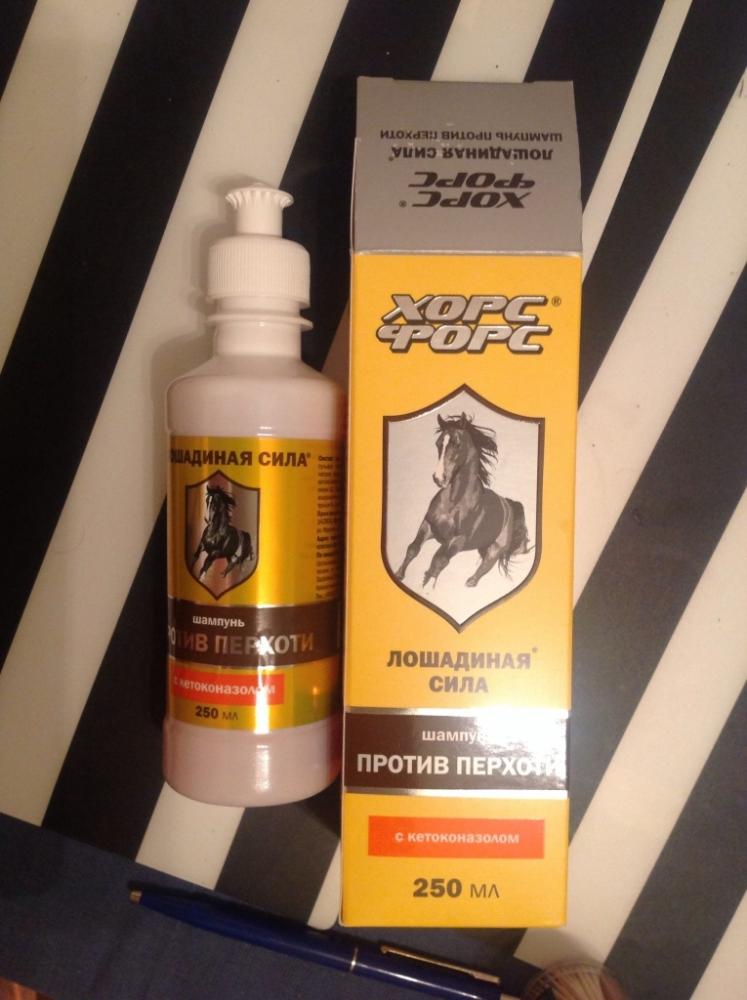 ХОРС
ФОРС
ЛОШАДИНАЯ СИЛА®
ШАМПУНЬ ПРОТИВ ПЕРХОТИ
ХОРС®
ФОРС
ЛОШАДИНАЯ®
СИЛА
шампунь
ПРОТИВ ПЕРХОТИ
с кетоконазолом
250 МЛ
ЛОШАДИНАЯ СИЛА®
шампунь
ПРОТИВ ПЕРХОТИ
с кетоконазолом
250 МЛ